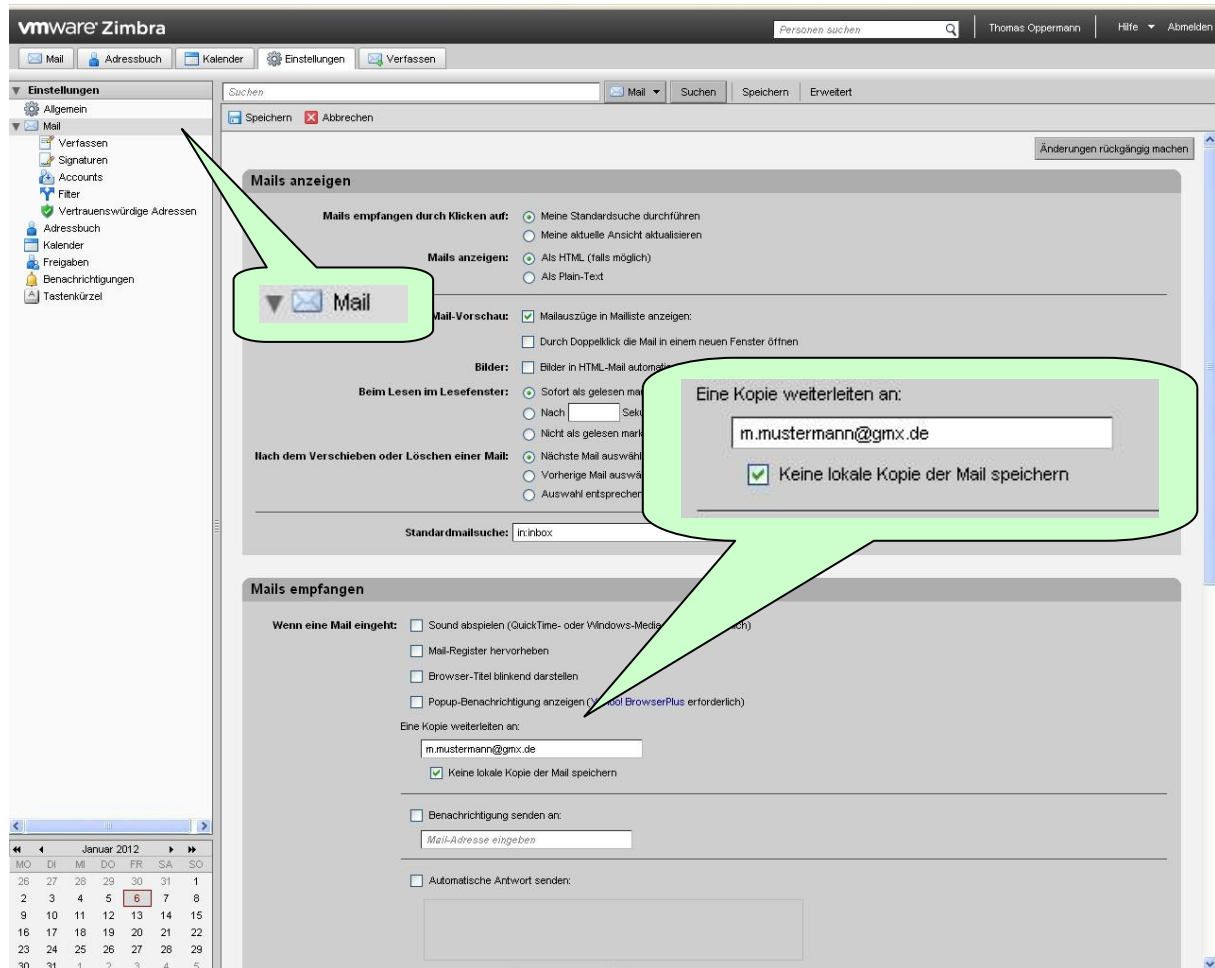 vmware Zimbra
Personen suchen
Thomas Oppermann
Hilfe
Abmelden
Mail
Adressbuch
Kalender
Einstellungen
Verfassen
Einstellungen
Allgemein
Mail
Verfassen
Signaturen
Accounts
Filter
Vertrauenswürdige Adressen
Adressbuch
Kalender
Freigaben
Benachrichtigungen
Tastenkürzel
Suchen
Mail
Suchen
Speichern
Erweitert
Speichern
Abbrechen
Änderungen rückgängig machen
Mails anzeigen
Mails empfangen durch Klicken auf: Meine Standardsuche durchführen
Meine aktuelle Ansicht aktualisieren
Mails anzeigen: Als HTML (falls möglich)
Als Plain-Text
Mail
Mail-Vorschau: Mailauszüge in Mailliste anzeigen:
Durch Doppelklick die Mail in einem neuen Fenster öffnen
Bilder: Bilder in HTML-Mail
Beim Lesen im Lesefenster: Sofort als gelesen
Nach
Nicht als gelesen
Nach dem Verschieben oder Löschen einer Mail: Nächste Mail
Vorherige Mail
Auswahl
Standardmailsuche: in:inbox
Eine Kopie weiterleiten an:
m.mustermann@gmx.de
Keine lokale Kopie der Mail speichern
Mails empfangen
Wenn eine Mail eingeht: Sound abspielen (QuickTime- oder
Mail-Register hervorheben
Browser-Titel blinkend darstellen
Popup-Benachrichtigung anzeigen BrowserPlus erforderlich)
Eine Kopie weiterleiten an:
m.mustermann@gmx.de
Keine lokale Kopie der Mail speichern
Benachrichtigung senden an:
Mail-Adresse eingeben
Automatische Antwort senden:
Januar 2012
MO DI MI DO FR SA SO
26 27 28 29 30 31 1
2 3 4 5 6 7 8
9 10 11 12 13 14 15
16 17 18 19 20 21 22
23 24 25 26 27 28 29
30 31 1 2 3 4 5